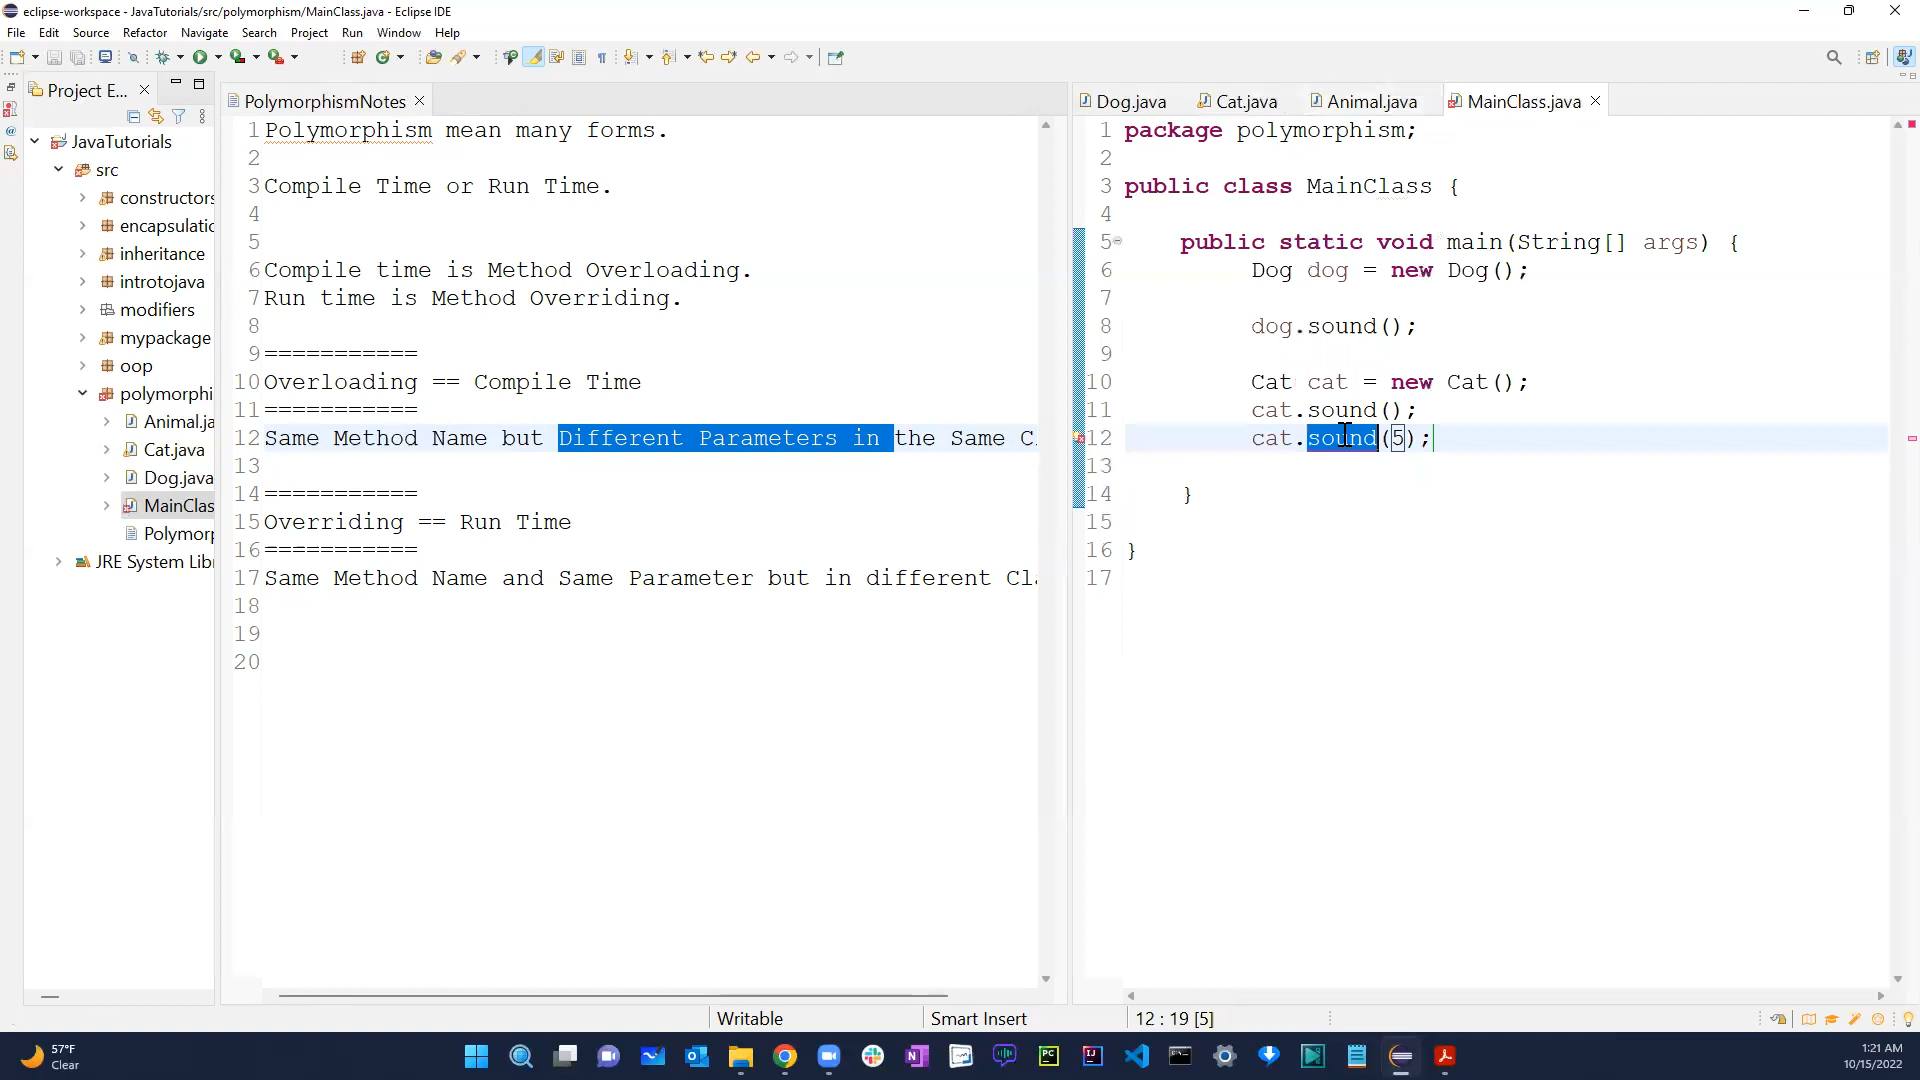 eclipse-workspace - JavaTutorials/src/polymorphism/MainClass.java - Eclipse IDE
File Edit Source Refactor Navigate Search Project Run Window Help
Project E...
JavaTutorials
src
constructors
encapsulatic
inheritance
introtojava
modifiers
mypackage
oop
polymorphi
Animal.ja
Cat.java
Dog.java
MainClas
Polymorp
JRE System Libr
PolymorphismNotes
1 Polymorphism mean many forms.
2
3 Compile Time or Run Time.
4
5
6 Compile time is Method Overloading.
7 Run time is Method Overriding.
8
9 ===========
10 Overloading == Compile Time
11 ===========
12 Same Method Name but Different Parameters in the Same C
13
14 ===========
15 Overriding == Run Time
16 ===========
17 Same Method Name and Same Parameter but in different Cla
18
19
20
Dog.java Cat.java Animal.java MainClass.java
1 package polymorphism;
2
3 public class MainClass {
4
5 public static void main(String[] args) {
6 Dog dog = new Dog();
7
8 dog.sound();
9
10 Cat cat = new Cat();
11 cat.sound();
12 cat.sound(5);
13
14 }
15
16 }
17
Writable Smart Insert 12 : 19 [5]
57°F
Clear
PC
IJ
1:21 AM
10/15/2022